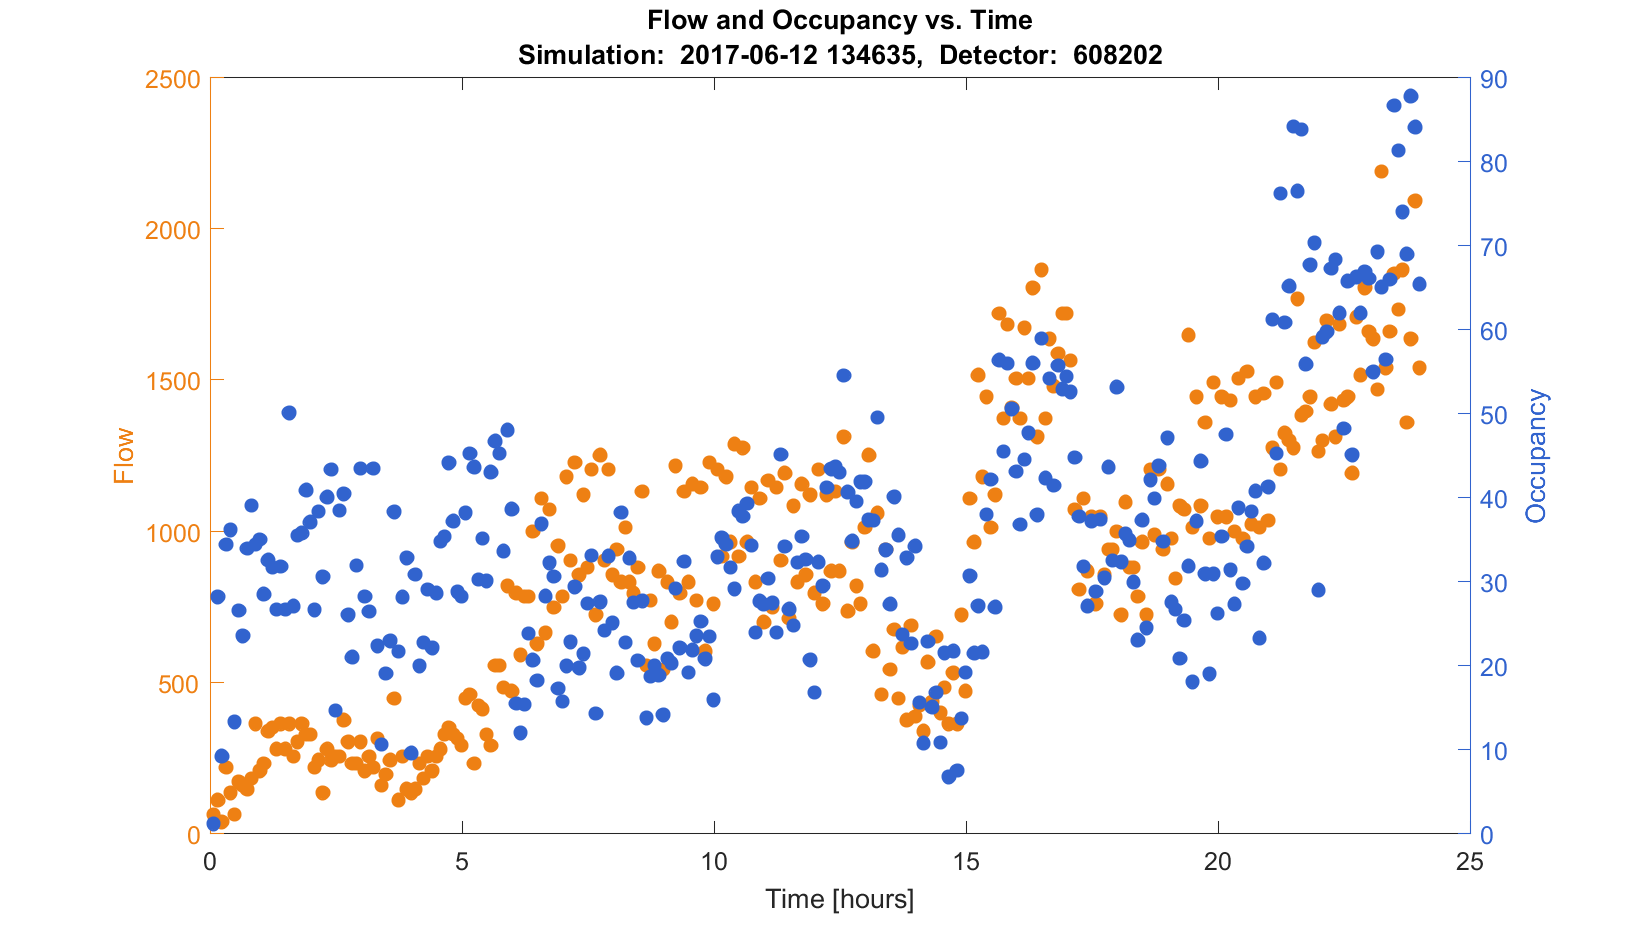 Flow and Occupancy vs. Time
Simulation:  2017-06-12 134635,  Detector:  608202
2500
2000
1500
1000
500
0
Flow
90
80
70
60
50
40
30
20
10
0
Occupancy
0 5 10 15 20 25
Time [hours]